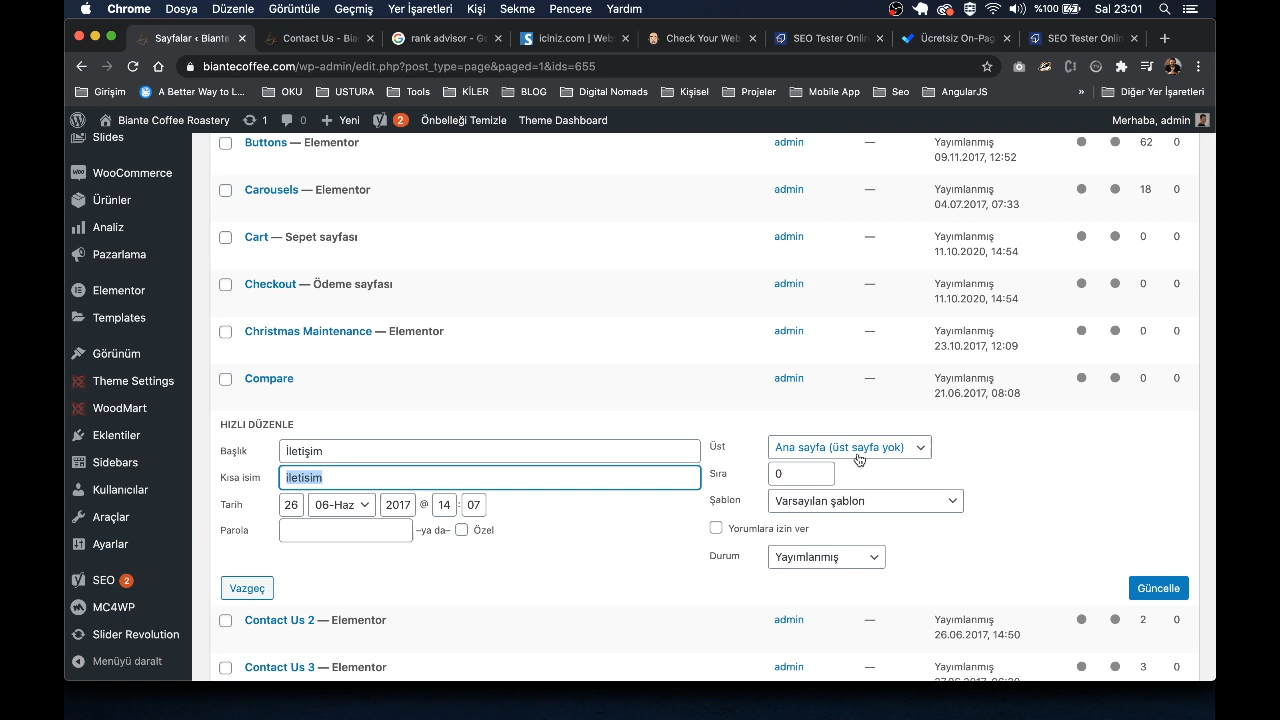 Chrome Dosya Düzenle Görüntüle Geçmiş Yer İşaretleri Kişi Sekme Pencere Yardım %100 Sal 23:01
Sayfalar ‹ Biante Contact Us - Bia rank advisor - Go iciniz.com | Web Check Your Web SEO Tester Onlin Ücretsiz On-Pag SEO Tester Onlin
biantecoffee.com/wp-admin/edit.php?post_type=page&paged=1&ids=655
Girişim A Better Way to L... OKU USTURA Tools KİLER BLOG Digital Nomads Kişisel Projeler Mobile App Seo AngularJS » Diğer Yer İşaretleri
Biante Coffee Roastery 1 0 Yeni 2 Önbelleği Temizle Theme Dashboard Merhaba, admin
Slides
WooCommerce
Ürünler
Analiz
Pazarlama
Elementor
Templates
Görünüm
Theme Settings
WoodMart
Eklentiler
Sidebars
Kullanıcılar
Araçlar
Ayarlar
SEO 2
MC4WP
Slider Revolution
Menüyü daralt
Buttons — Elementor admin — Yayımlanmış 62 0
09.11.2017, 12:52
Carousels — Elementor admin — Yayımlanmış 18 0
04.07.2017, 07:33
Cart — Sepet sayfası admin — Yayımlanmış 0 0
11.10.2020, 14:54
Checkout — Ödeme sayfası admin — Yayımlanmış 0 0
11.10.2020, 14:54
Christmas Maintenance — Elementor admin — Yayımlanmış 0 0
23.10.2017, 12:09
Compare admin — Yayımlanmış 0 0
21.06.2017, 08:08
HIZLI DÜZENLE
Başlık İletişim Üst Ana sayfa (üst sayfa yok)
Kısa isim iletisim Sıra 0
Tarih 26 06-Haz 2017 @ 14 : 07 Şablon Varsayılan şablon
Parola –ya da– Özel Yorumlara izin ver
Durum Yayımlanmış
Vazgeç Güncelle
Contact Us 2 — Elementor admin — Yayımlanmış 2 0
26.06.2017, 14:50
Contact Us 3 — Elementor admin — Yayımlanmış 3 0